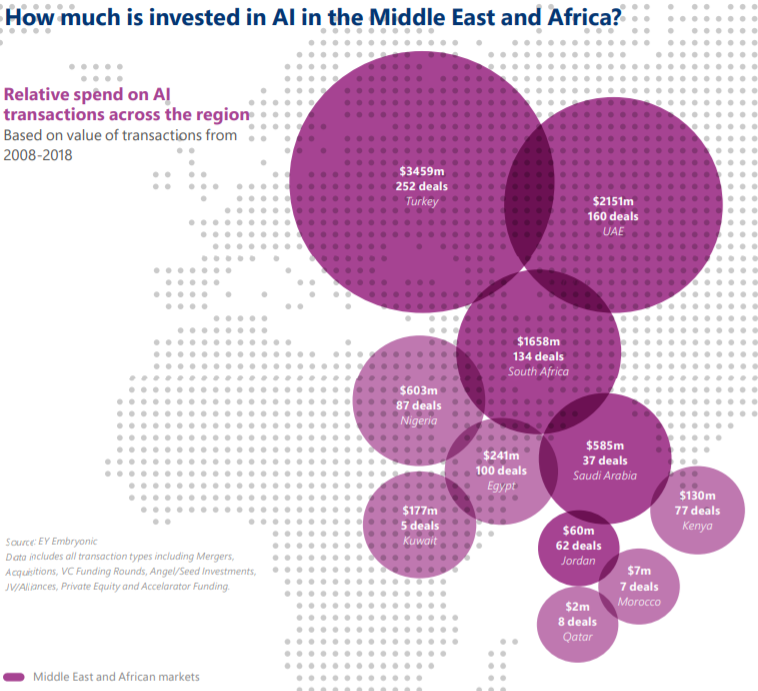 How much is invested in AI in the Middle East and Africa?
Relative spend on AI
transactions across the region
Based on value of transactions from
2008-2018
$3459m
252 deals
Turkey
$2151m
160 deals
UAE
$1658m
134 deals
South Africa
$603m
87 deals
Nigeria
$241m
100 deals
Egypt
$585m
37 deals
Saudi Arabia
$177m
5 deals
Kuwait
$130m
77 deals
Kenya
$60m
62 deals
Jordan
$7m
7 deals
Morocco
$2m
8 deals
Qatar
Source: EY Embryonic
Data includes all transaction types including Mergers,
Acquisitions, VC Funding Rounds, Angel/Seed Investments,
JV/Alliances, Private Equity and Accelarator Funding.
Middle East and African markets